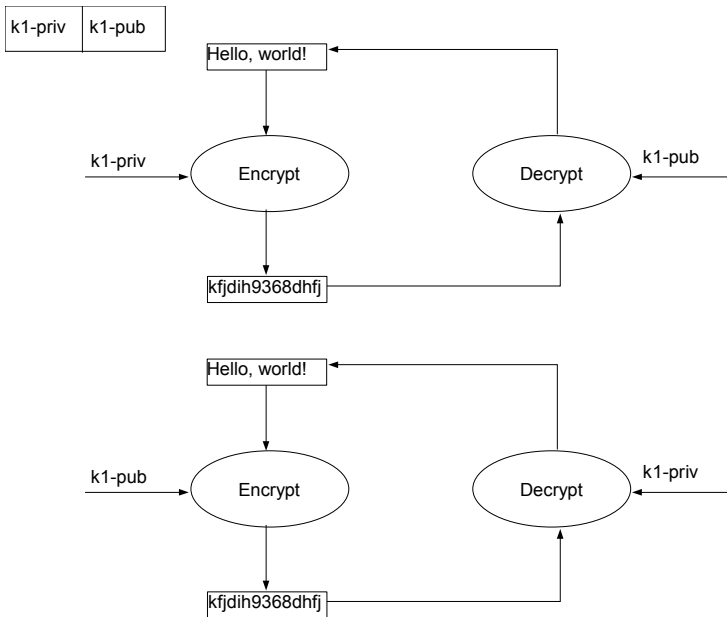 k1-priv k1-pub
Hello, world!
k1-priv
Encrypt
Decrypt
k1-pub
kfjdih9368dhfj
Hello, world!
k1-pub
Encrypt
Decrypt
k1-priv
kfjdih9368dhfj